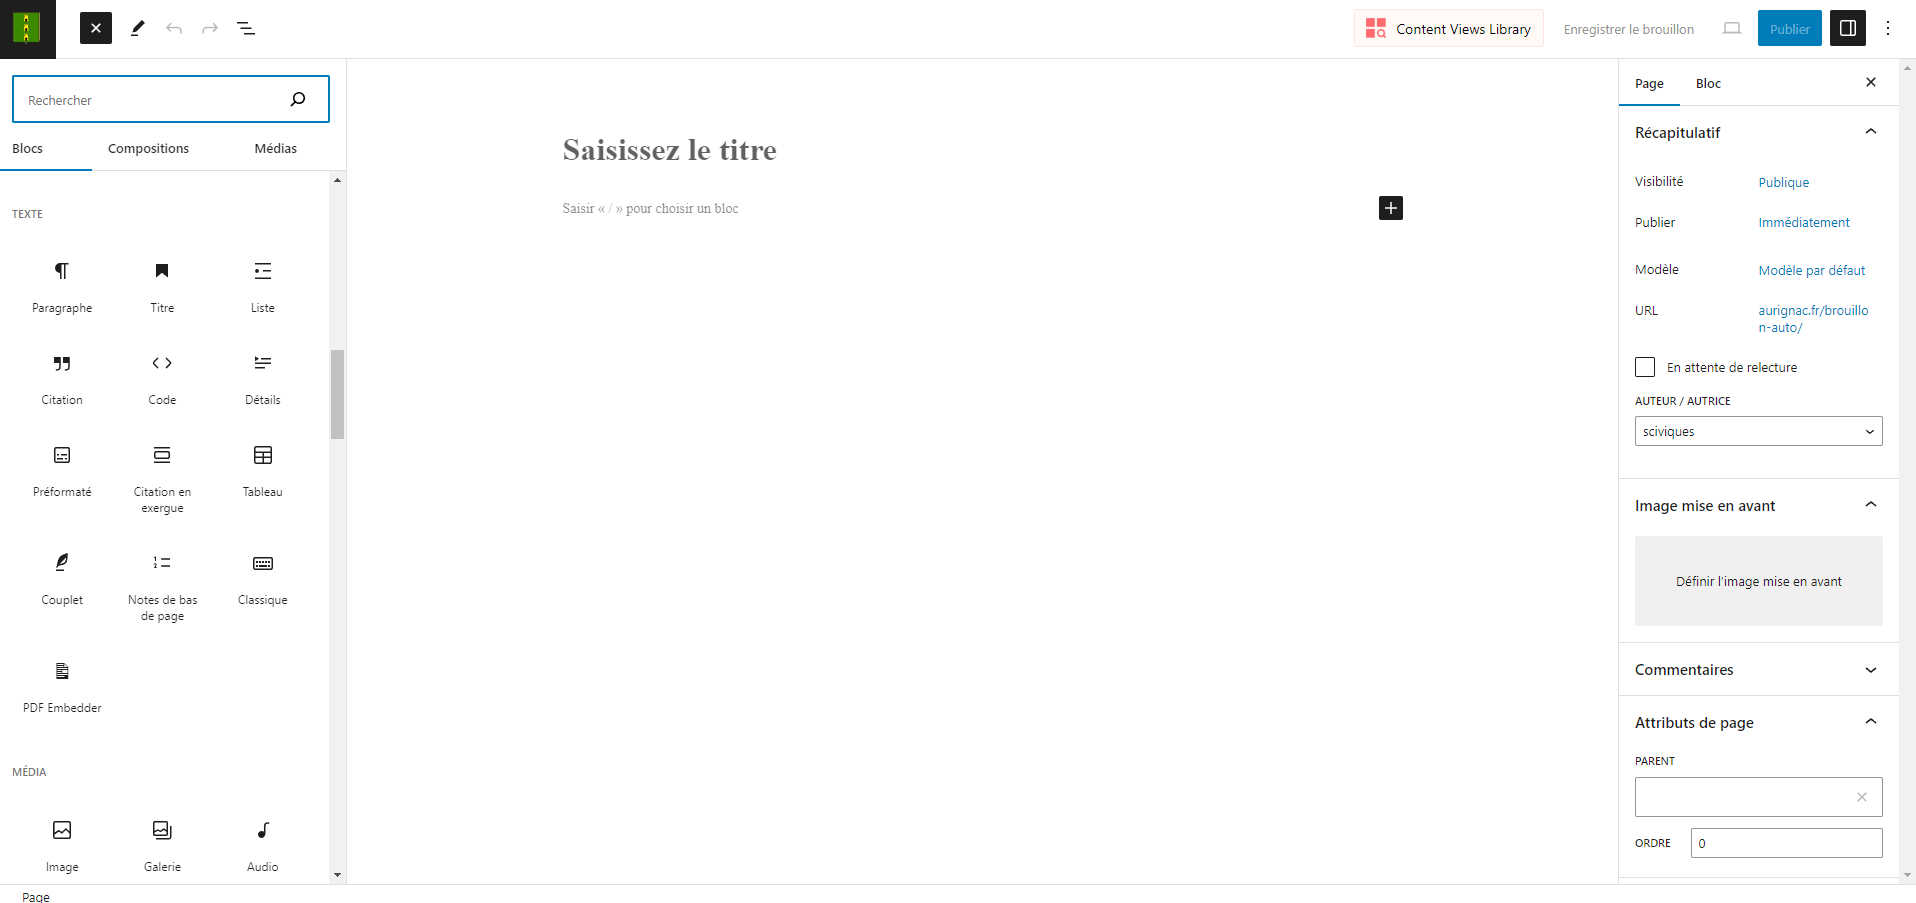 Content Views Library
Enregistrer le brouillon
Publier
Rechercher
Blocs
Compositions
Médias
TEXTE
Paragraphe
Titre
Liste
Citation
Code
Détails
Préformaté
Citation en
exergue
Tableau
Couplet
Notes de bas
de page
Classique
PDF Embedder
MÉDIA
Image
Galerie
Audio
Saisissez le titre
Saisir « / » pour choisir un bloc
Page
Bloc
Récapitulatif
Visibilité
Publique
Publier
Immédiatement
Modèle
Modèle par défaut
URL
aurignac.fr/brouillo
n-auto/
En attente de relecture
AUTEUR / AUTRICE
sciviques
Image mise en avant
Définir l’image mise en avant
Commentaires
Attributs de page
PARENT
ORDRE
0
Page